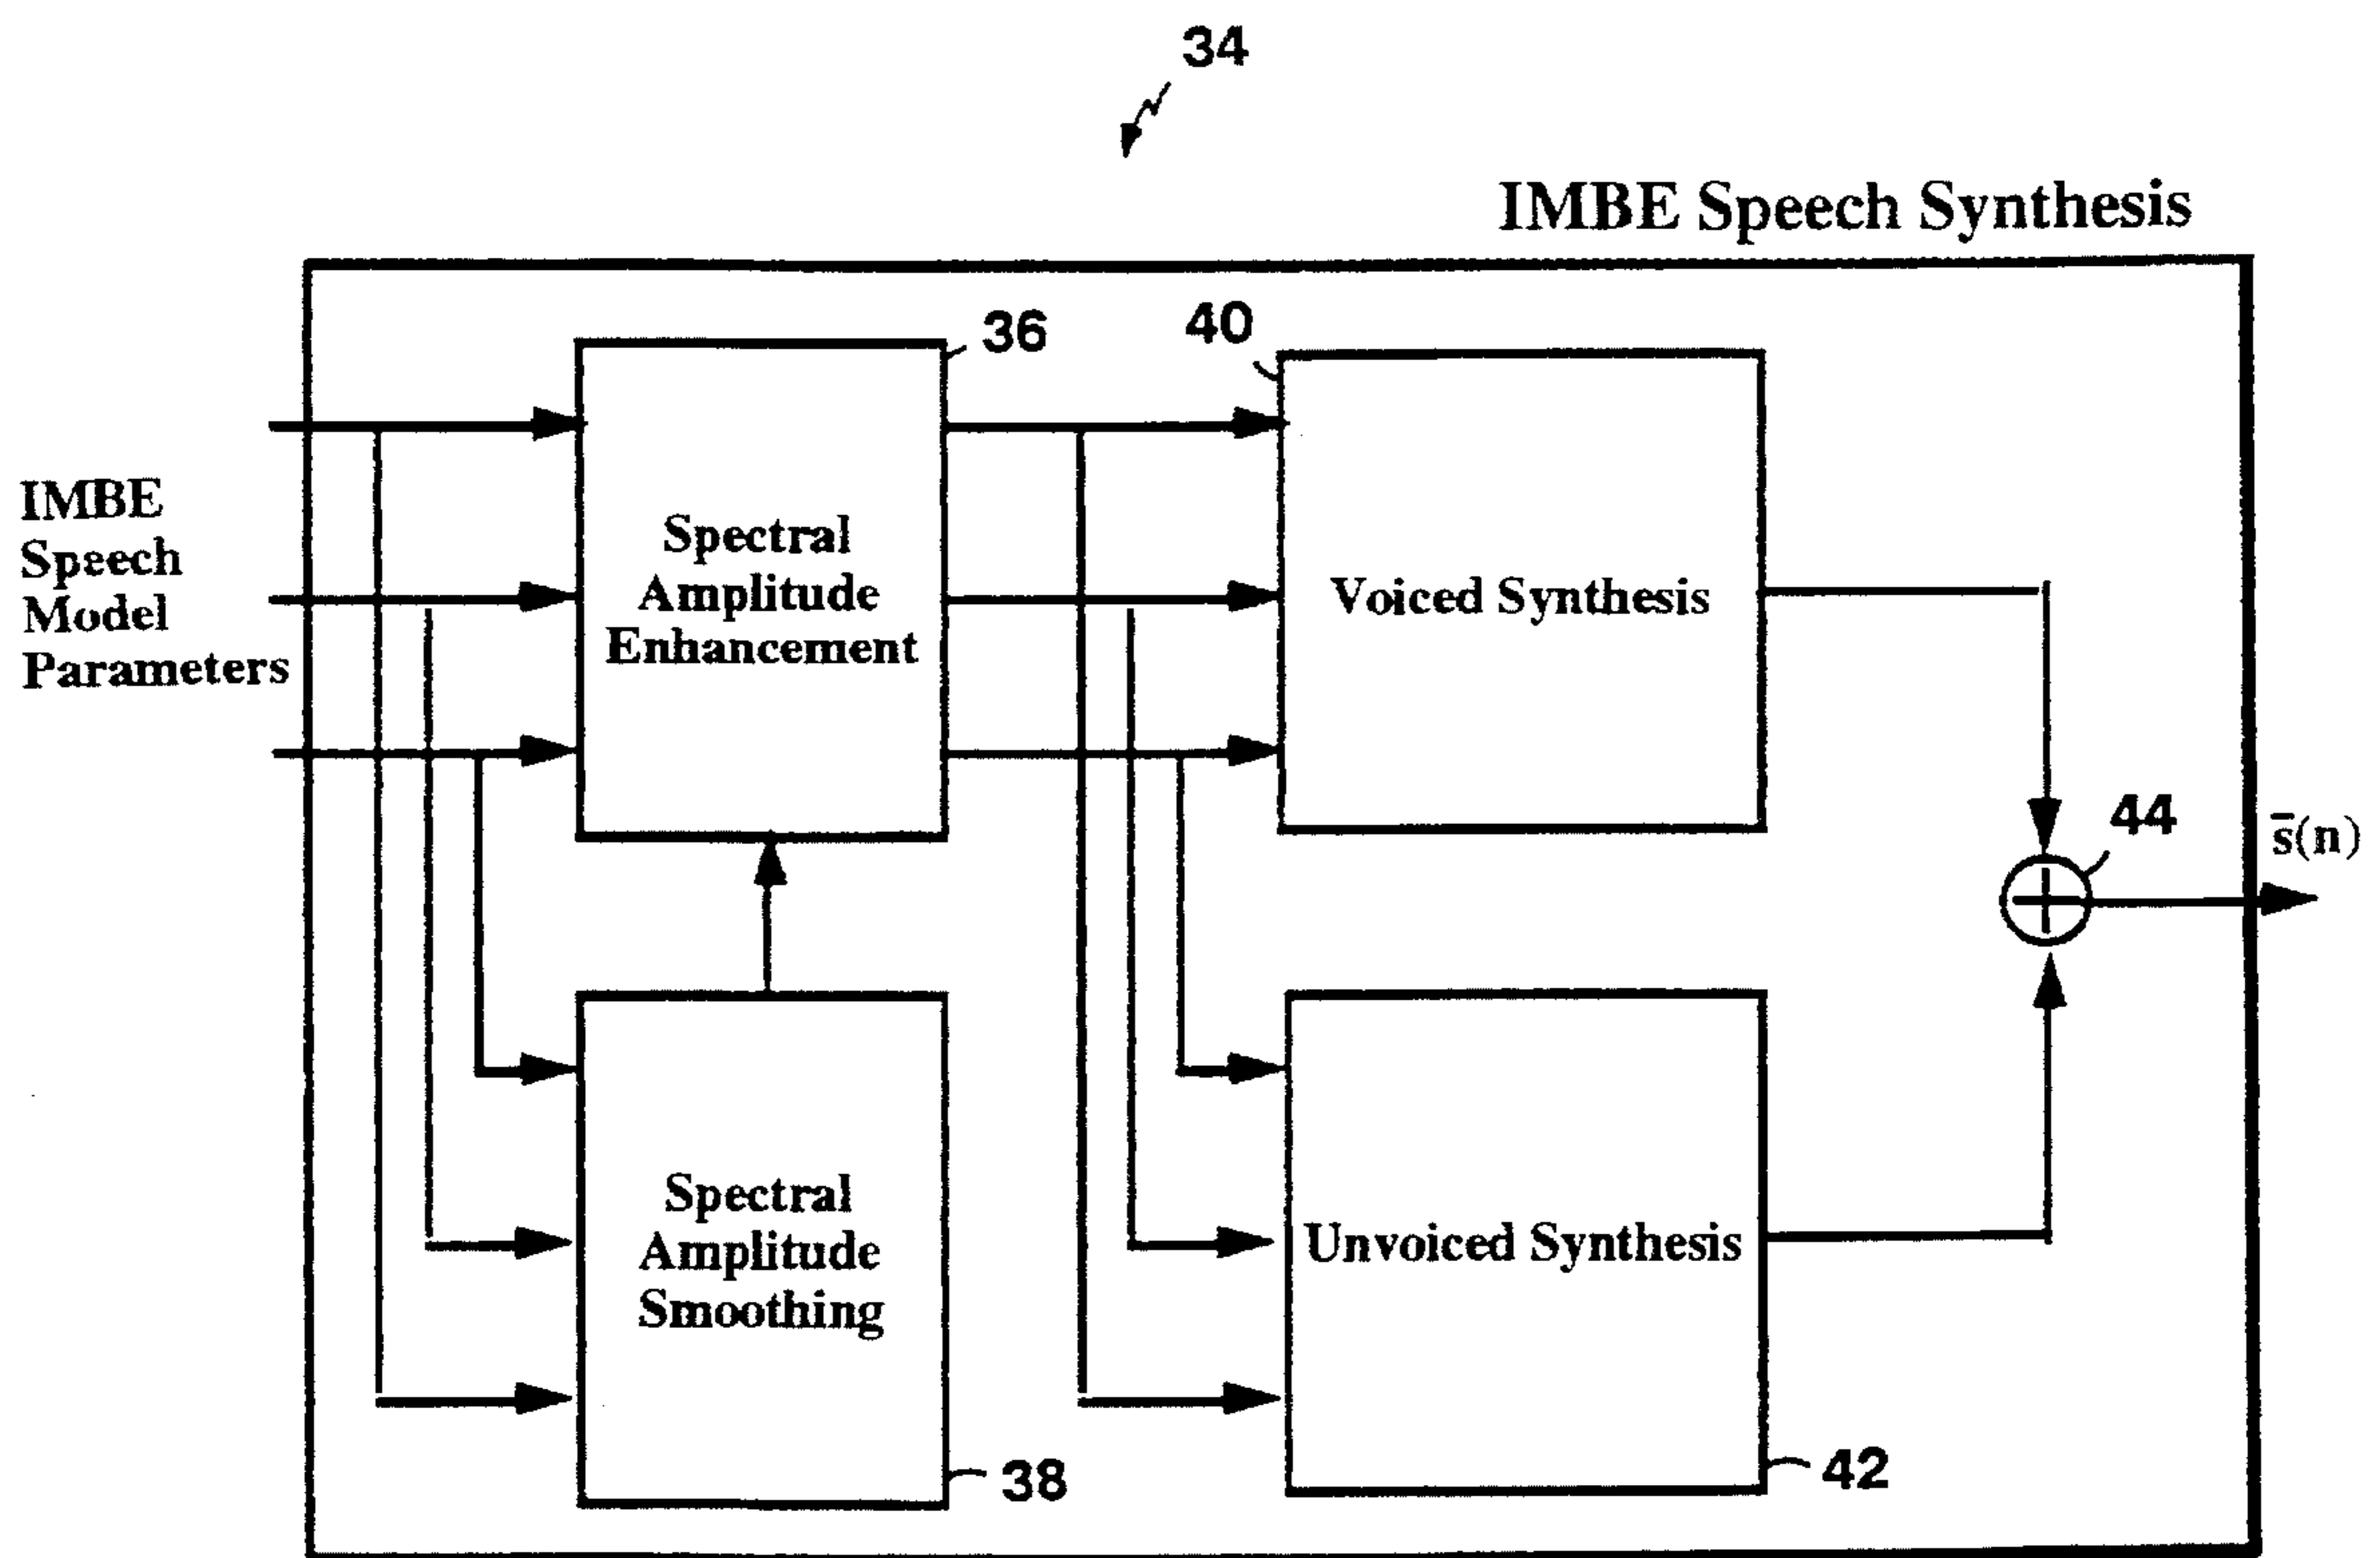 34
IMBE Speech Synthesis
36
40
IMBE
Speech
Model
Parameters
Spectral
Amplitude
Enhancement
Voiced Synthesis
44
s̄(n)
Spectral
Amplitude
Smoothing
Unvoiced Synthesis
38
42